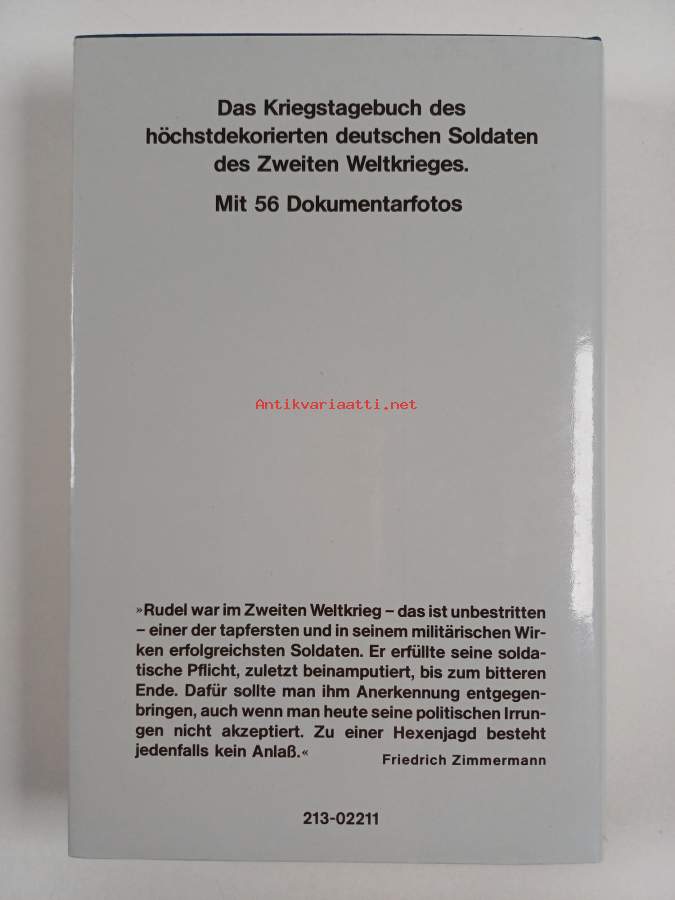 Das Kriegstagebuch des
höchstdekorierten deutschen Soldaten
des Zweiten Weltkrieges.
Mit 56 Dokumentarfotos
Antikvariaatti.net
»Rudel war im Zweiten Weltkrieg – das ist unbestritten
– einer der tapfersten und in seinem militärischen Wir-
ken erfolgreichsten Soldaten. Er erfüllte seine solda-
tische Pflicht, zuletzt beinamputiert, bis zum bitteren
Ende. Dafür sollte man ihm Anerkennung entgegen-
bringen, auch wenn man heute seine politischen Irrun-
gen nicht akzeptiert. Zu einer Hexenjagd besteht
jedenfalls kein Anlaß.«
Friedrich Zimmermann
213-02211